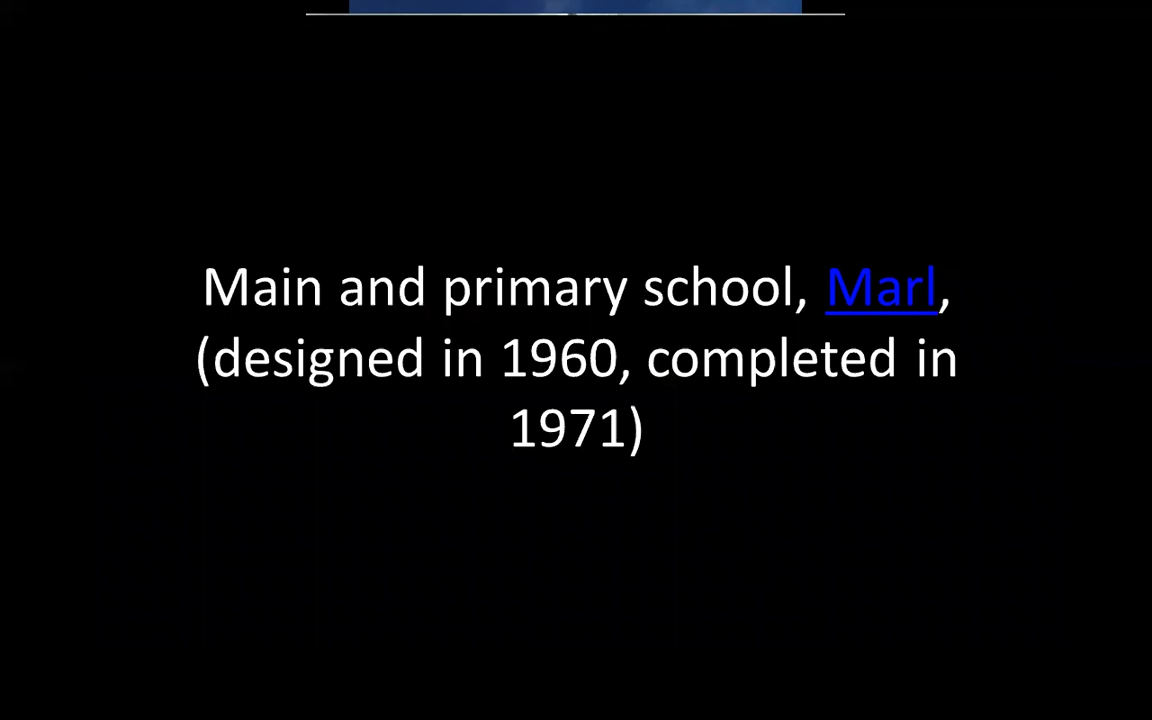 Main and primary school, Marl,
(designed in 1960, completed in
1971)